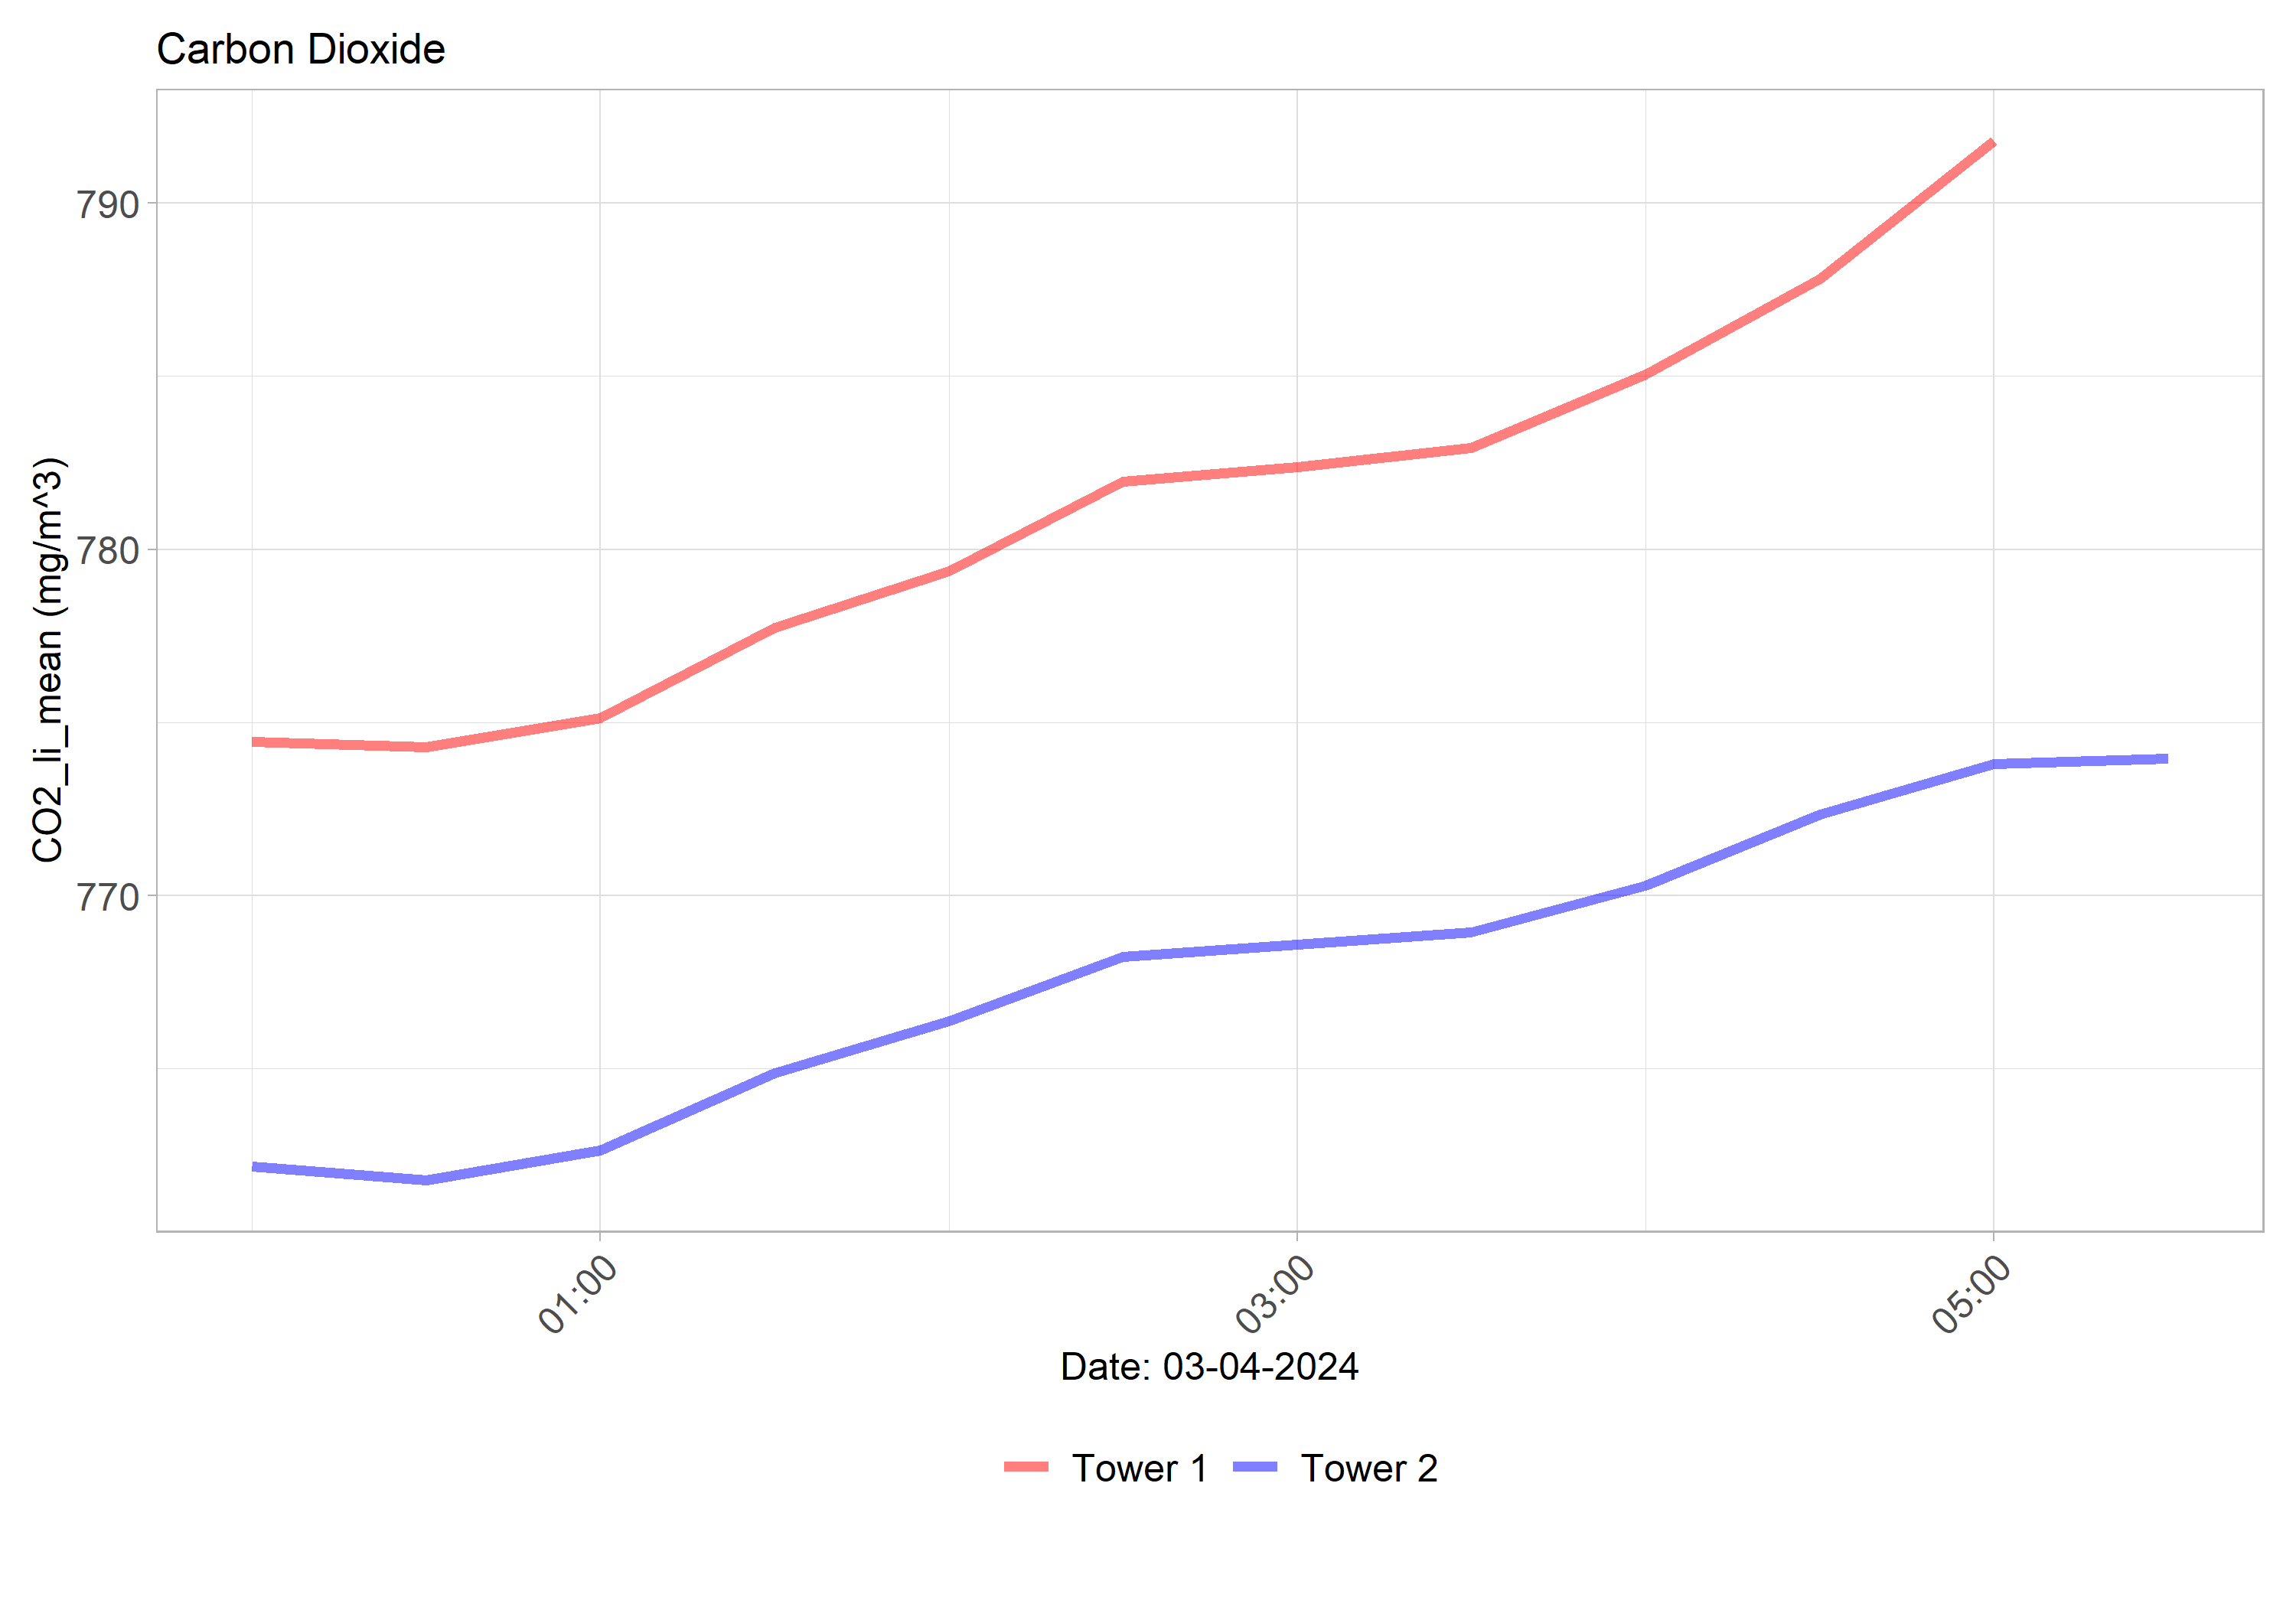 Carbon Dioxide
CO2_li_mean (mg/m^3)
790
780
770
01:00
03:00
05:00
Date: 03-04-2024
Tower 1
Tower 2